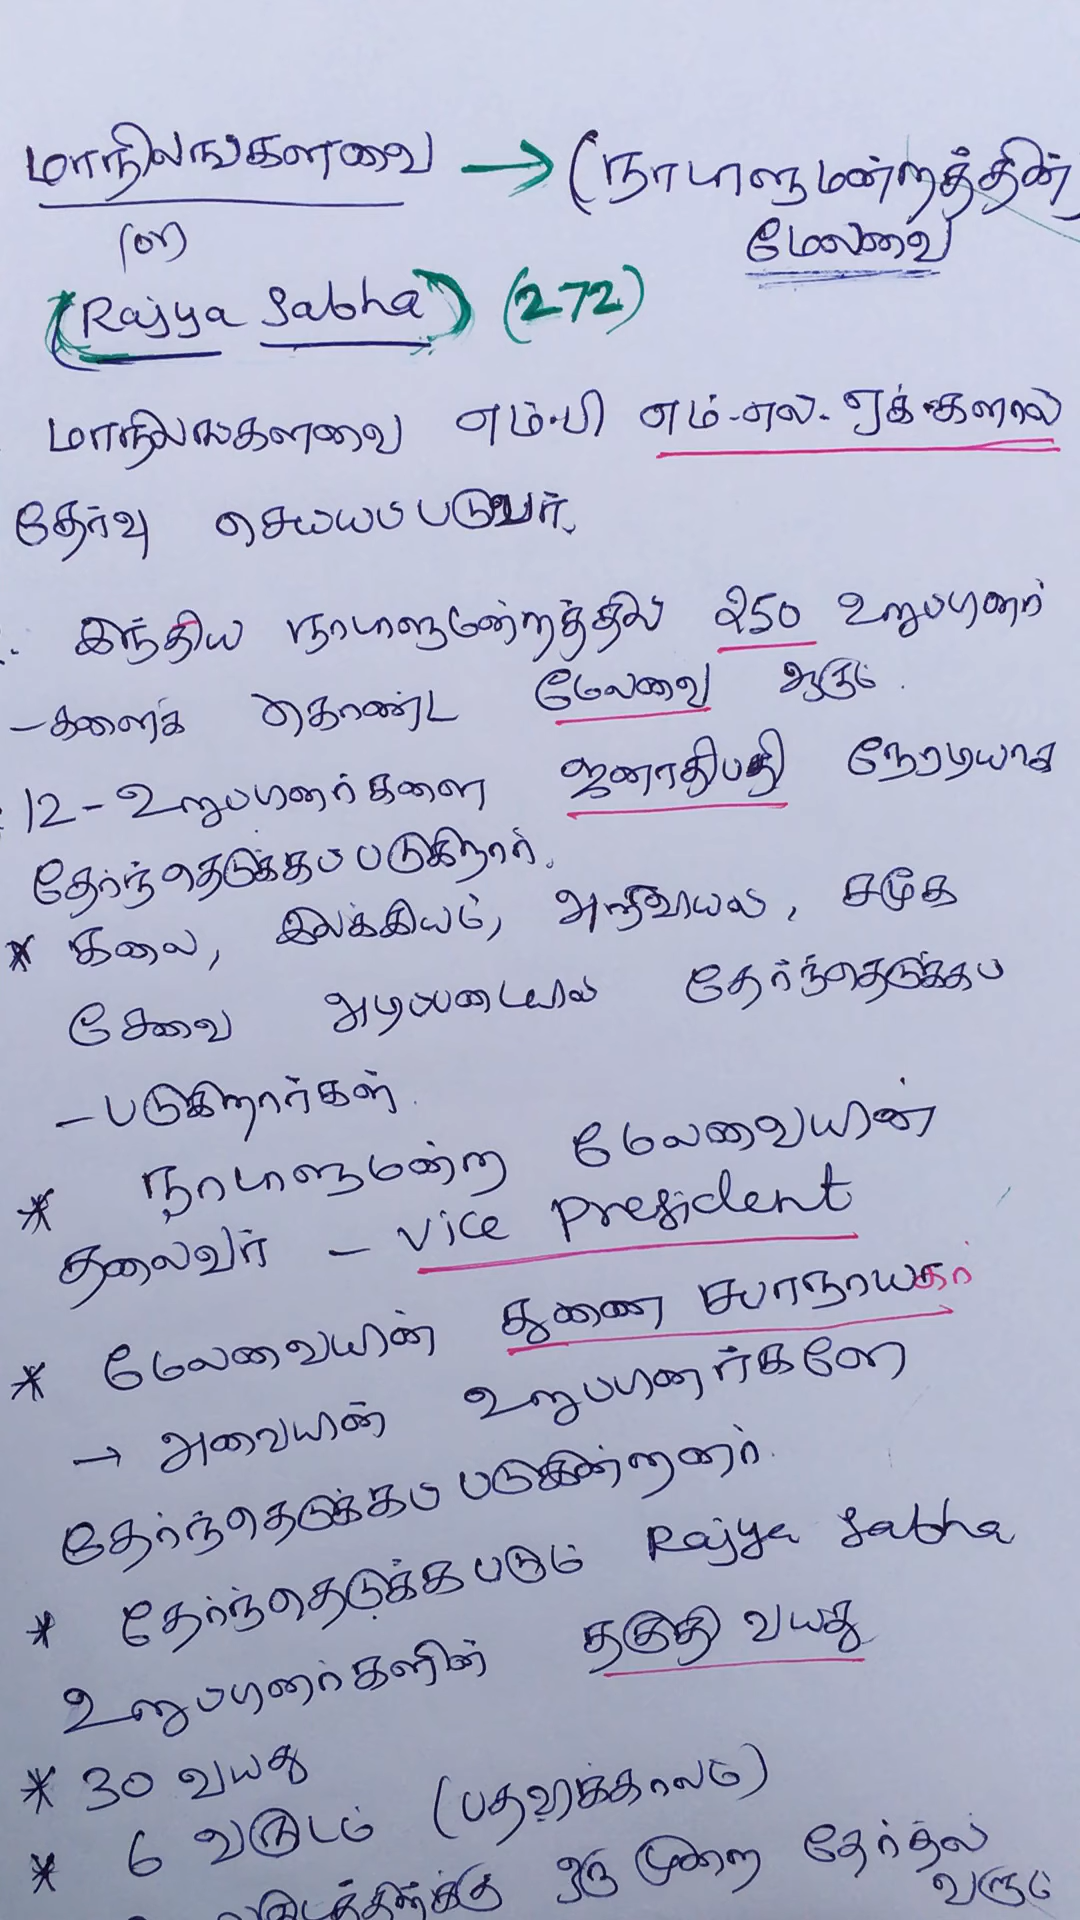 மாநிலங்களவை → (நாடாளுமன்றத்தின்
மேலவை
(or)
(Rajya Sabha) (272)
மாநிலங்களவை எம்.பி எம்-எல்-ஏக்களால்
தேர்வு செய்யப்படுவர்.
இந்திய நாடாளுமன்றத்தில் 250 உறுப்பினர்
-களைக் கொண்ட மேலவை ஆகும்.
12-உறுப்பினர்களை ஜனாதிபதி நேரடியாக
தேர்ந்தெடுக்கப்படுகிறார்.
* கலை, இலக்கியம், அறிவியல், சமூக
சேவை அடிப்படையில் தேர்ந்தெடுக்கப்
-படுகிறார்கள்.
* நாடாளுமன்ற மேலவையின்
தலைவர் - Vice President
* மேலவையின் துணை சபாநாயகர்
→ அவையின் உறுப்பினர்களே
தேர்ந்தெடுக்கப்படுகின்றனர்.
* தேர்ந்தெடுக்கபடும் Rajya Sabha
உறுப்பினர்களின் தகுதி வயது
* 30 வயது
* 6 வருடம் (பதவிக்காலம்)
ஒரு முறை தேர்தல்
வரும்